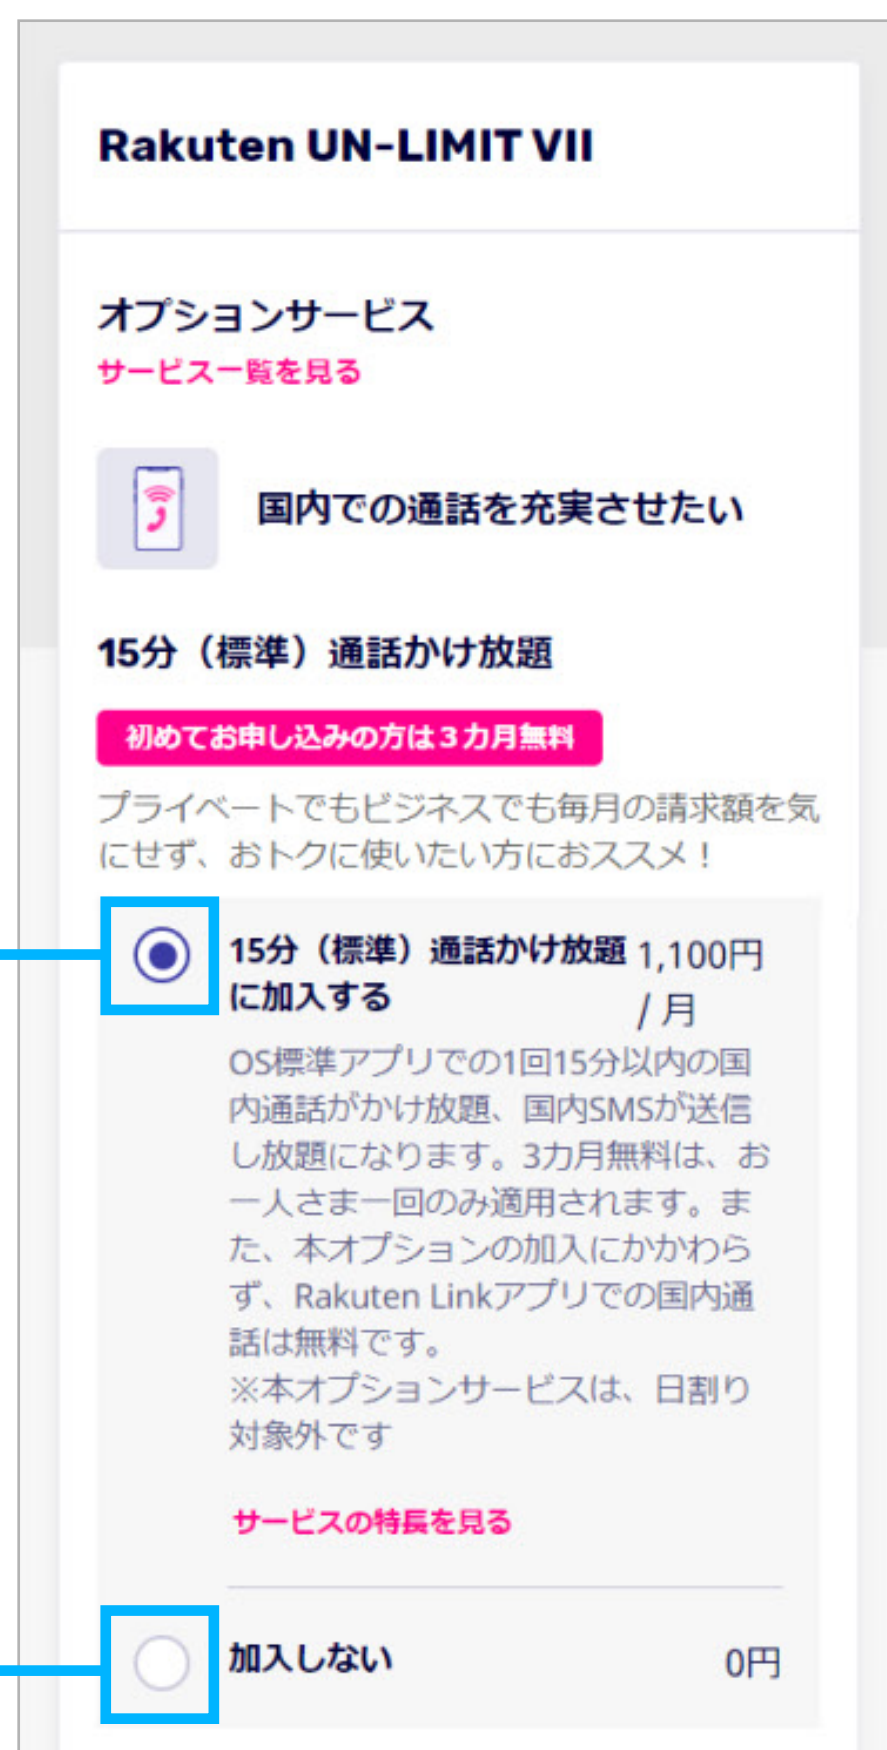 Rakuten UN-LIMIT VII
オプションサービス
サービス一覧を見る
国内での通話を充実させたい
15分（標準）通話かけ放題
初めてお申し込みの方は３カ月無料
プライベートでもビジネスでも毎月の請求額を気
にせず、おトクに使いたい方におススメ！
15分（標準）通話かけ放題 1,100円
に加入する / 月
OS標準アプリでの1回15分以内の国
内通話がかけ放題、国内SMSが送信
し放題になります。3カ月無料は、お
一人さま一回のみ適用されます。ま
た、本オプションの加入にかかわら
ず、Rakuten Linkアプリでの国内通
話は無料です。
※本オプションサービスは、日割り
対象外です
サービスの特長を見る
加入しない 0円